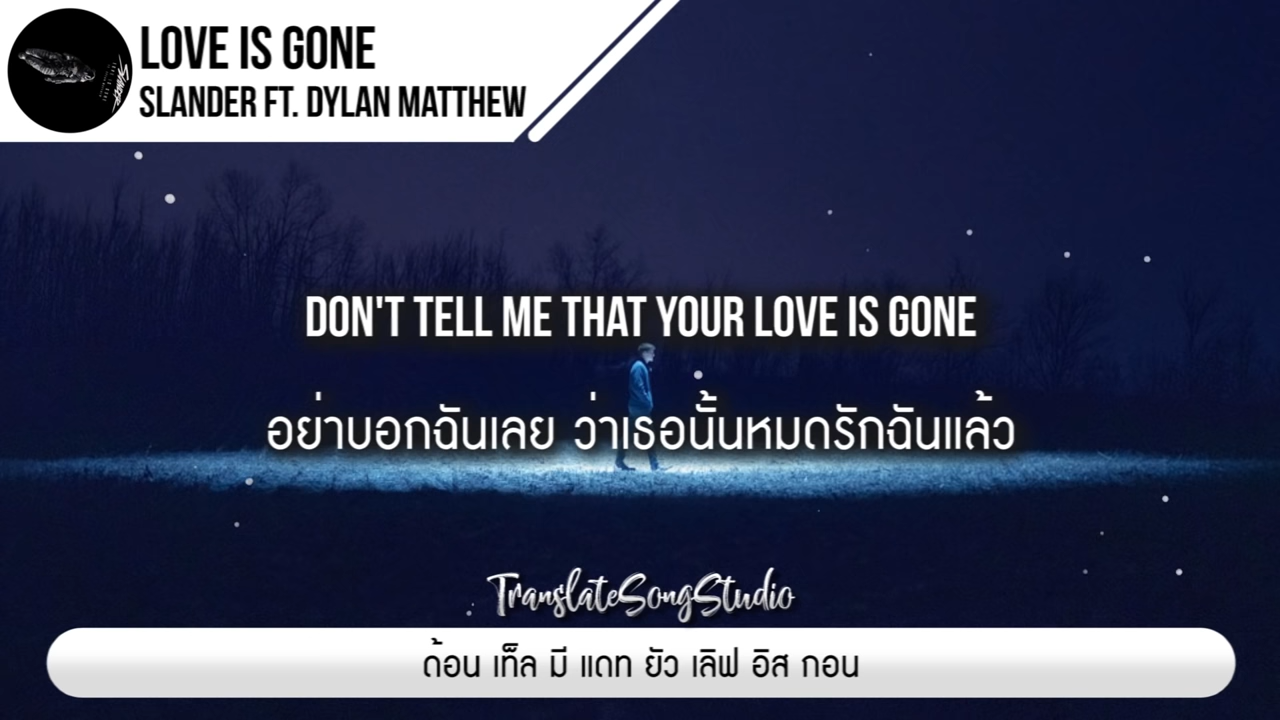 LOVE IS GONE
SLANDER FT. DYLAN MATTHEW
DON'T TELL ME THAT YOUR LOVE IS GONE
อย่าบอกฉันเลย ว่าเธอนั้นหมดรักฉันแล้ว
TranslateSongStudio
ด้อน เท็ล มี แดท ยัว เลิฟ อิส กอน